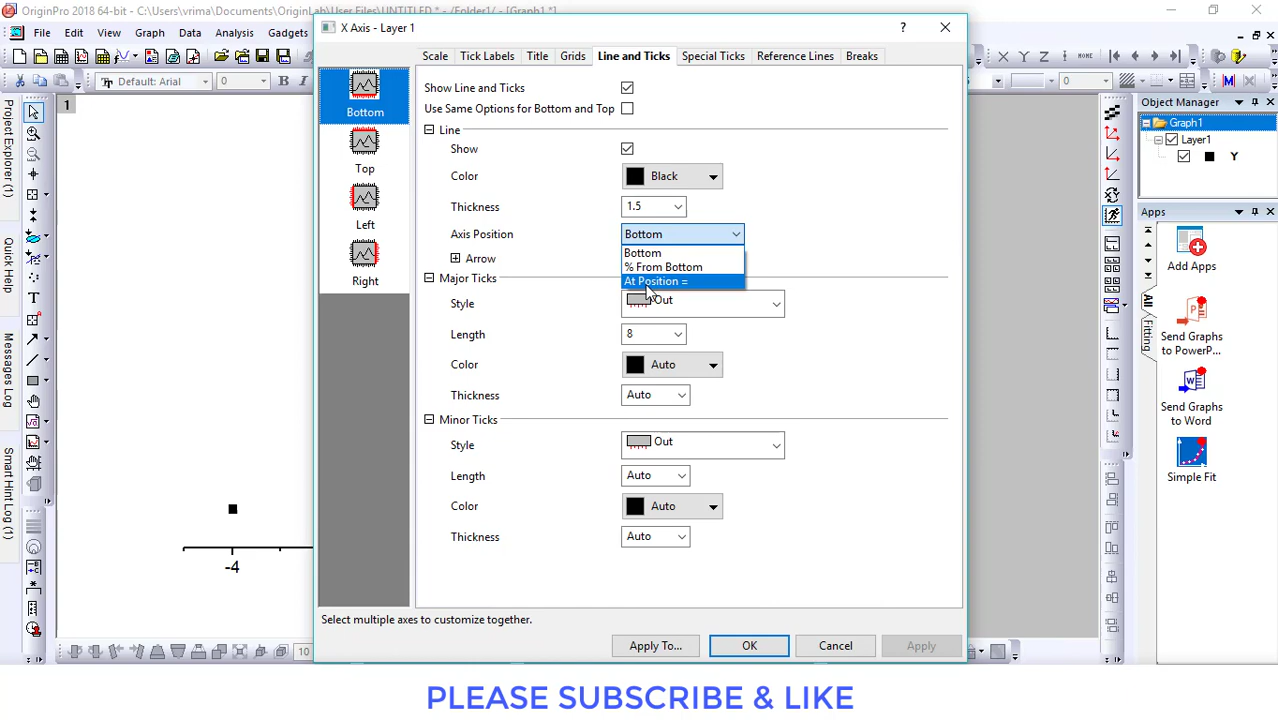 OriginPro 2018 64-bit - C:\Users\vrima\Documents\OriginLab\User Files\UNTITLED * - /Folder1/ - [Graph1 *]
File Edit View Graph Data Analysis Gadgets
Default: Arial 0 B I
0
X Y Z
M
1
Project Explorer (1)
Quick Help
Messages Log
Smart Hint Log (1)
-4
10
X Axis - Layer 1
?
Scale Tick Labels Title Grids Line and Ticks Special Ticks Reference Lines Breaks
Bottom
Top
Left
Right
Show Line and Ticks
Use Same Options for Bottom and Top
Line
Show
Color Black
Thickness 1.5
Axis Position Bottom
Bottom
% From Bottom
At Position =
Arrow
Major Ticks
Style Out
Length 8
Color Auto
Thickness Auto
Minor Ticks
Style Out
Length Auto
Color Auto
Thickness Auto
Select multiple axes to customize together.
Apply To... OK Cancel Apply
Object Manager
Graph1
Layer1
Y
Apps
All
Fitting
Add Apps
Send Graphs
to PowerP...
Send Graphs
to Word
Simple Fit
PLEASE SUBSCRIBE & LIKE